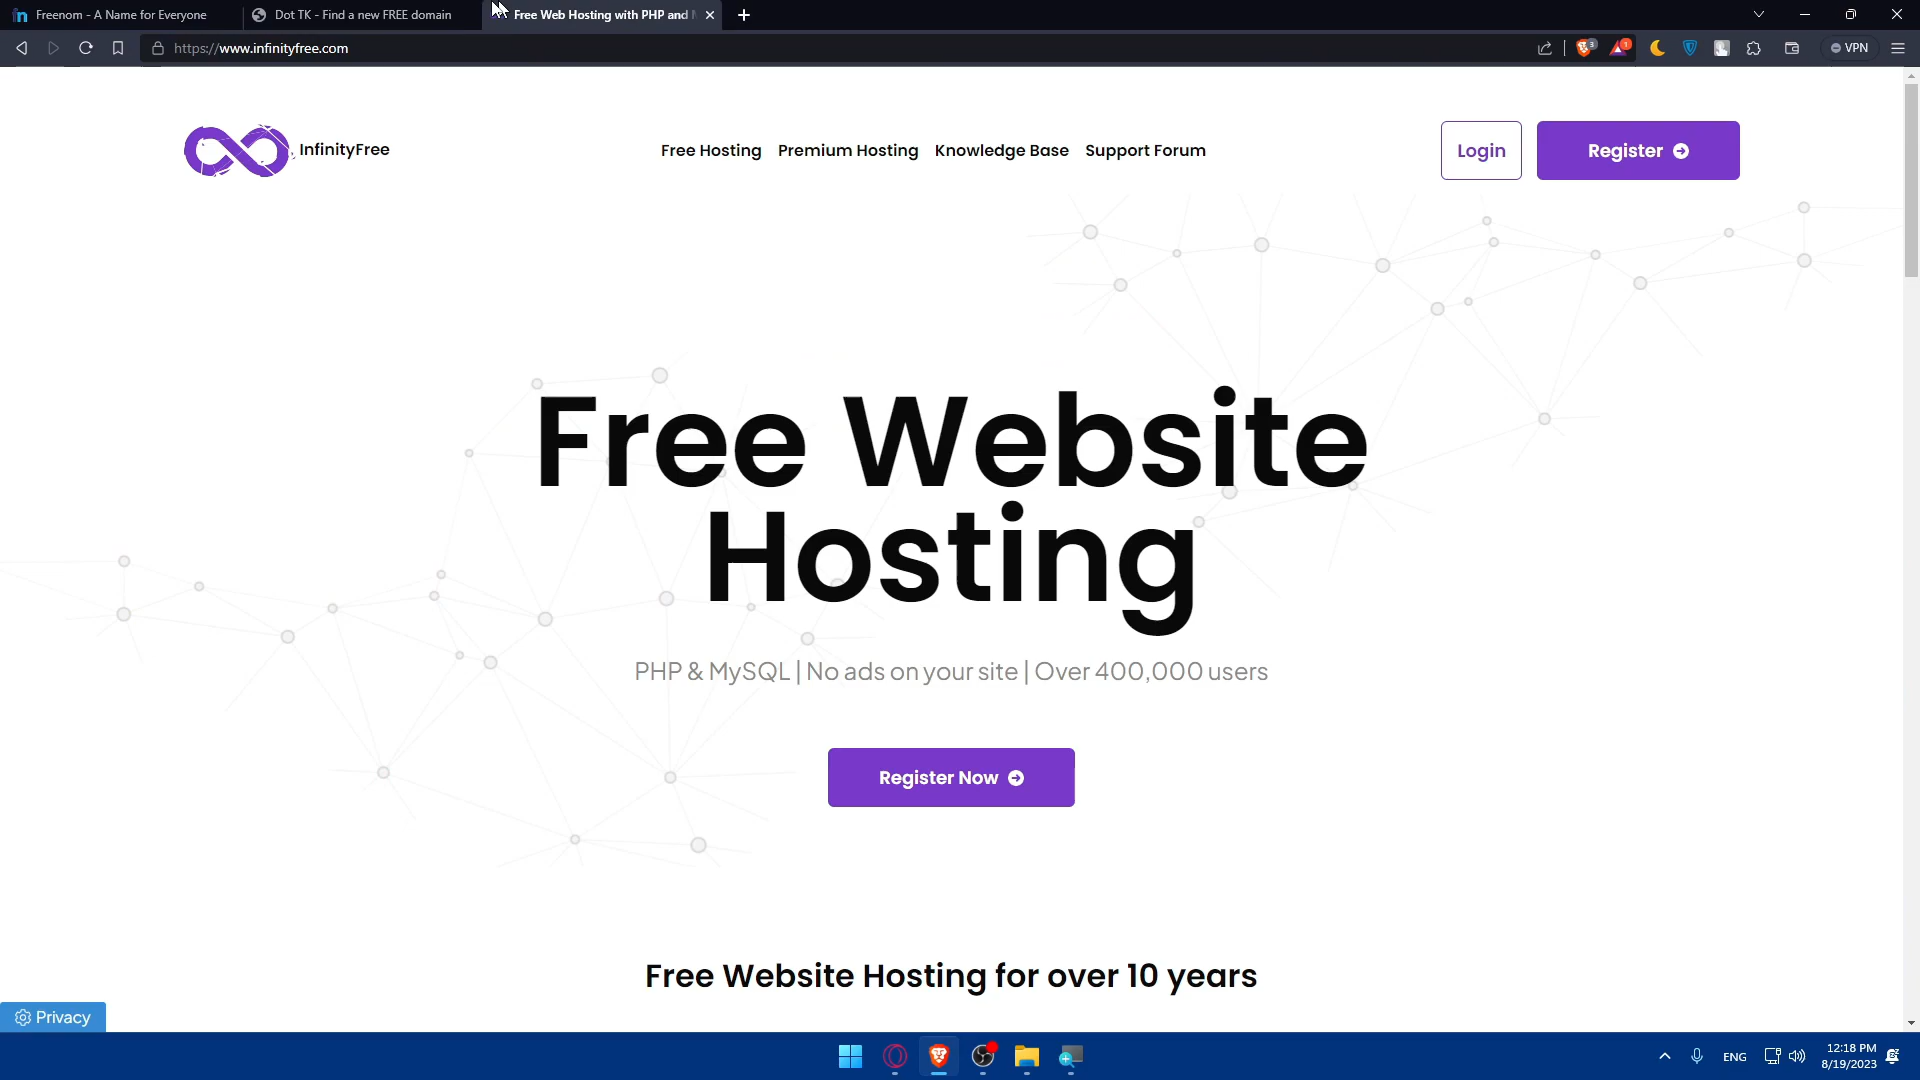 Freenom - A Name for Everyone
Dot TK - Find a new FREE domain
Free Web Hosting with PHP and
https://www.infinityfree.com
3
1
VPN
InfinityFree
Free Hosting
Premium Hosting
Knowledge Base
Support Forum
Login
Register
Free Website
Hosting
PHP & MySQL | No ads on your site | Over 400,000 users
Register Now
Free Website Hosting for over 10 years
Privacy
ENG
12:18 PM
8/19/2023